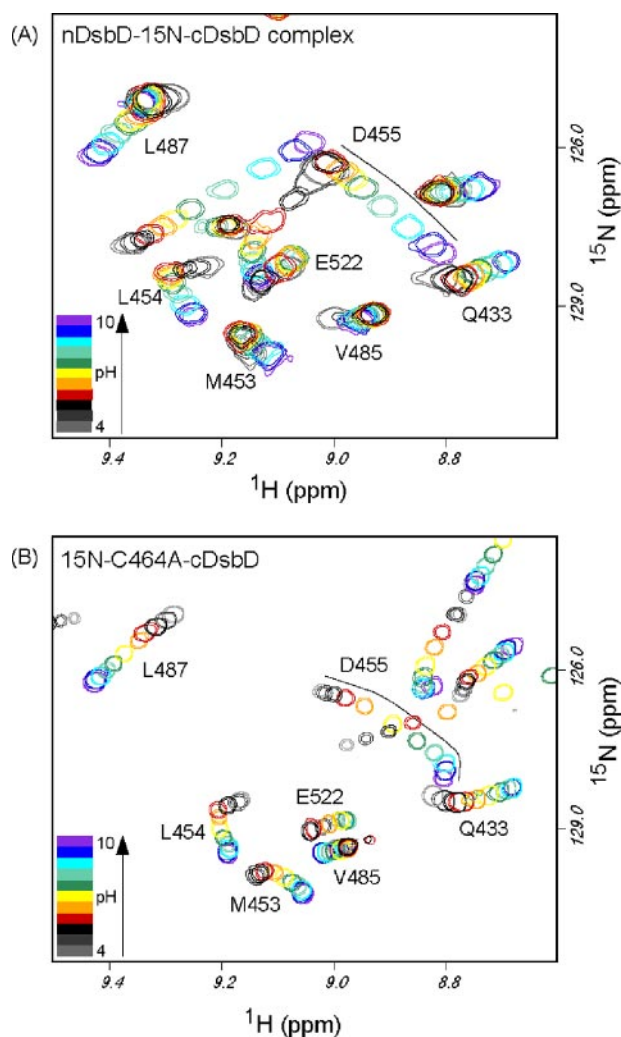 (A) nDsbD-15N-cDsbD complex
L487
D455
E522
L454
Q433
M453
V485
10
pH
4
126.0
129.0
15N (ppm)
9.4 9.2 9.0 8.8
1H (ppm)
(B) 15N-C464A-cDsbD
L487
D455
E522
L454
Q433
V485
M453
10
pH
4
126.0
129.0
15N (ppm)
9.4 9.2 9.0 8.8
1H (ppm)